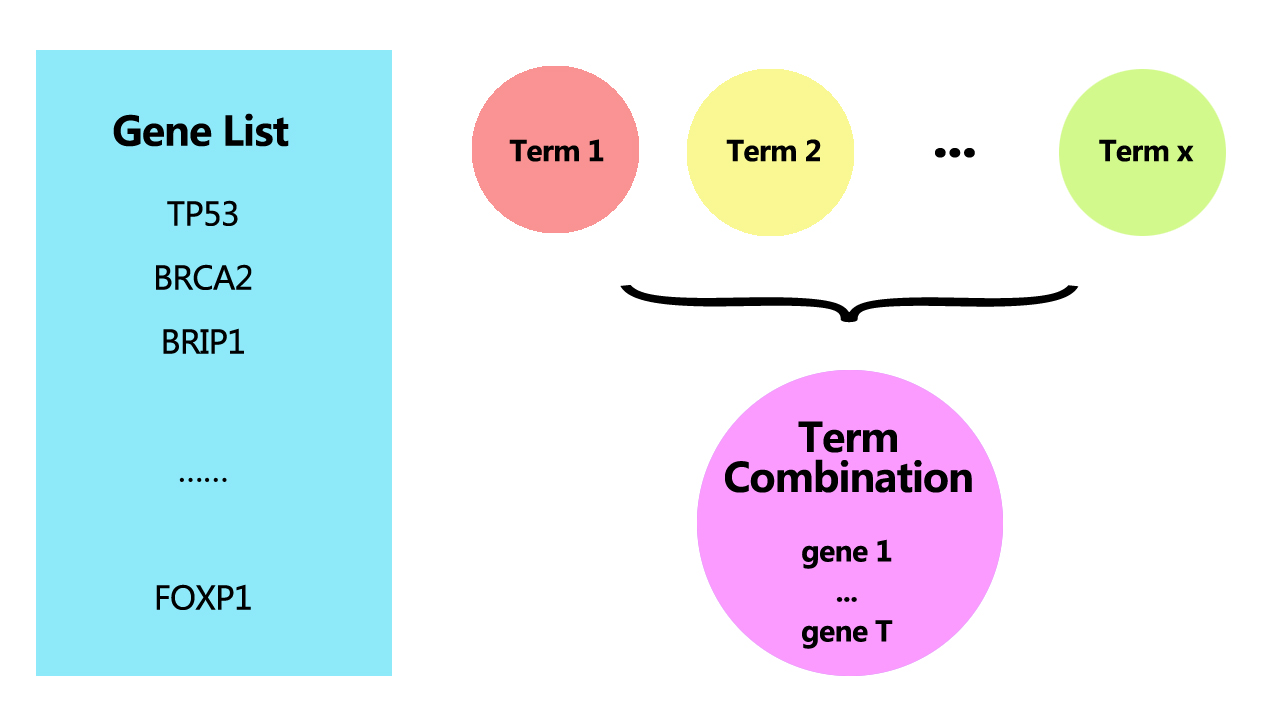 Gene List
TP53
BRCA2
BRIP1
......
FOXP1
Term 1
Term 2
...
Term x
Term
Combination
gene 1
...
gene T